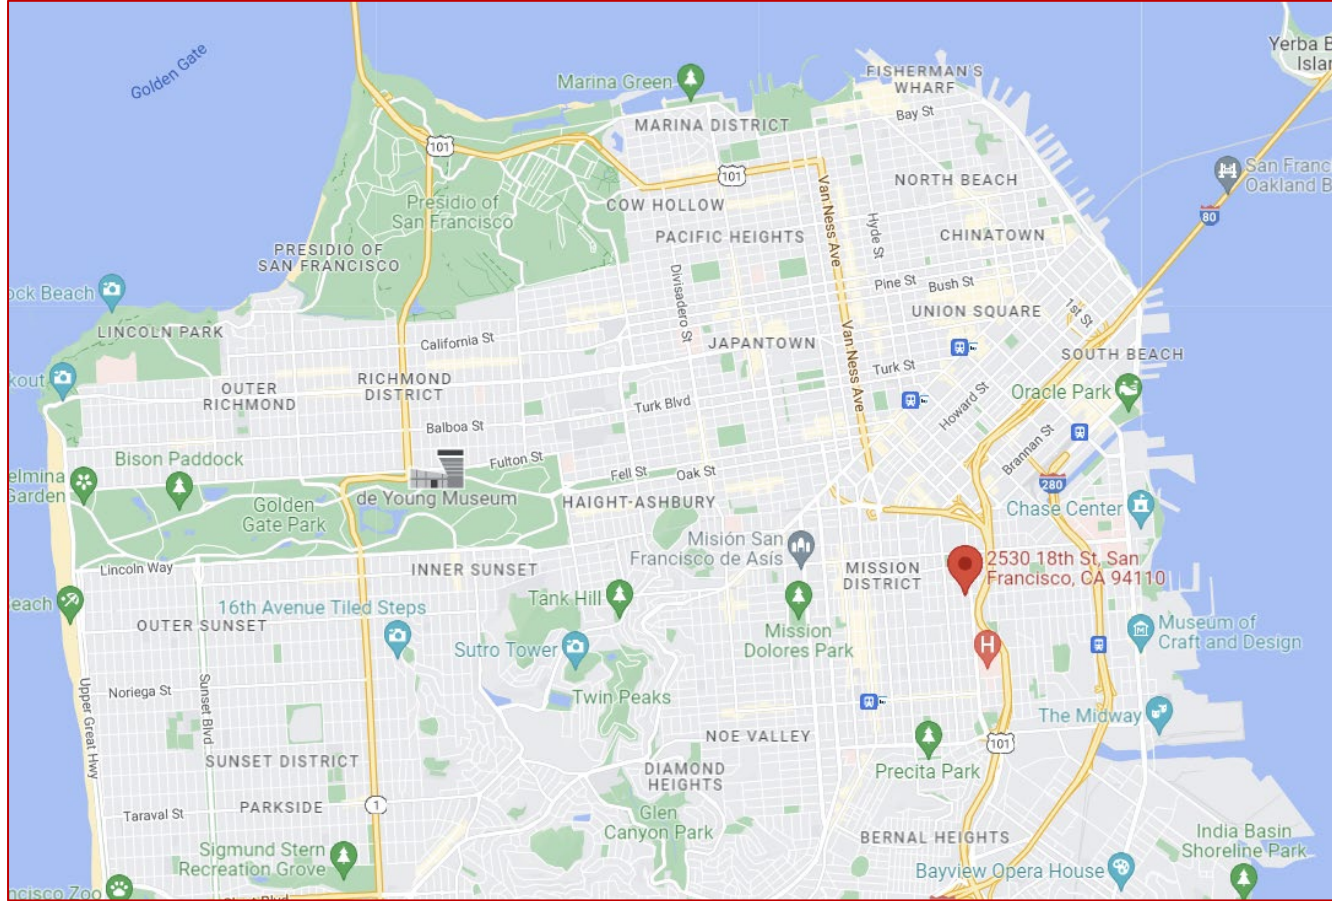 Golden Gate
Yerba B
Islar
FISHERMAN'S
WHARF
Marina Green
MARINA DISTRICT
Bay St
101
101
San Franc
Oakland B
80
NORTH BEACH
Van Ness Ave
Hyde St
COW HOLLOW
Presidio of
San Francisco
PACIFIC HEIGHTS
CHINATOWN
PRESIDIO OF
SAN FRANCISCO
Divisadero St
Pine St
Bush St
ock Beach
UNION SQUARE
1st St
LINCOLN PARK
California St
JAPANTOWN
Van Ness Ave
SOUTH BEACH
kout
OUTER
RICHMOND
RICHMOND
DISTRICT
Turk St
Oracle Park
Turk Blvd
Howard St
Balboa St
Brannan St
Bison Paddock
Fulton St
Fell St
Oak St
elmina
Garden
280
de Young Museum
Golden
Gate Park
HAIGHT-ASHBURY
Chase Center
Misión San
Francisco de Asís
2530 18th St, San
Francisco, CA 94110
Lincoln Way
INNER SUNSET
MISSION
DISTRICT
each
16th Avenue Tiled Steps
Tank Hill
OUTER SUNSET
Mission
Dolores Park
Museum of
Craft and Design
Sutro Tower
H
Upper Great Hwy
Noriega St
Sunset Blvd
Twin Peaks
The Midway
NOE VALLEY
101
SUNSET DISTRICT
DIAMOND
HEIGHTS
Precita Park
PARKSIDE
1
Taraval St
Glen
Canyon Park
BERNAL HEIGHTS
India Basin
Shoreline Park
Sigmund Stern
Recreation Grove
Bayview Opera House
ncisco Zoo